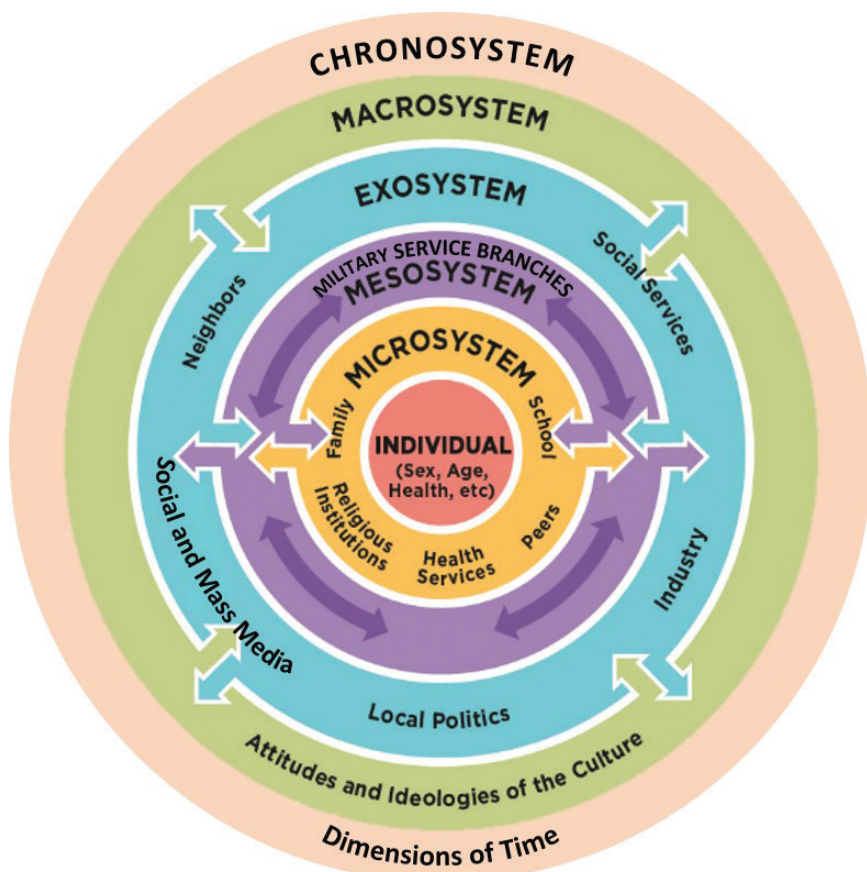 CHRONOSYSTEM
MACROSYSTEM
EXOSYSTEM
MILITARY SERVICE BRANCHES
MESOSYSTEM
MICROSYSTEM
Neighbors
Social Services
Family
School
INDIVIDUAL
(Sex, Age,
Health, etc)
Religious
Institutions
Health
Services
Peers
Social and Mass Media
Industry
Local Politics
Attitudes and Ideologies of the Culture
Dimensions of Time